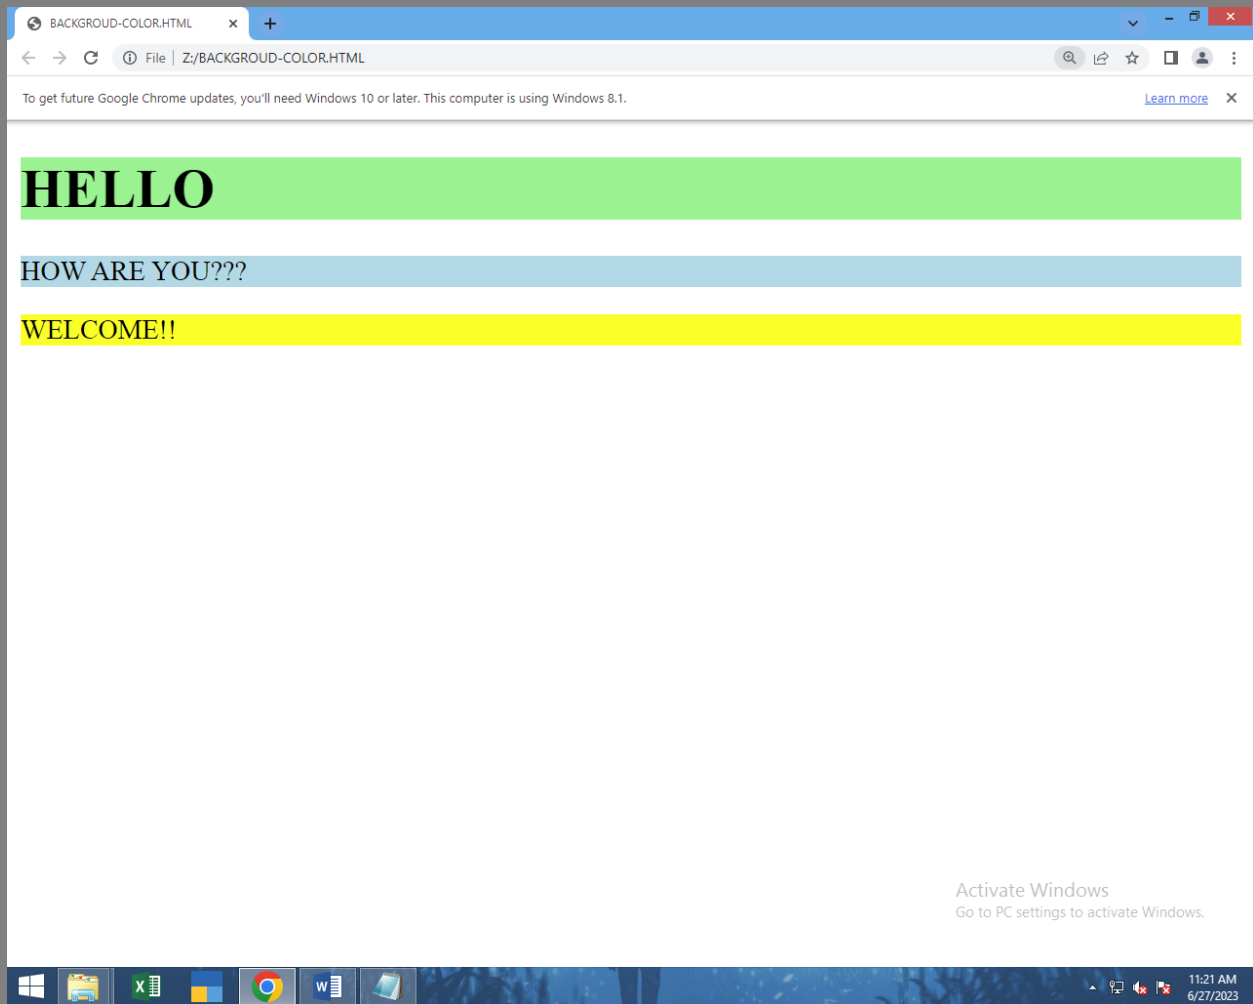 BACKGROUD-COLOR.HTML
File Z:/BACKGROUD-COLOR.HTML
To get future Google Chrome updates, you'll need Windows 10 or later. This computer is using Windows 8.1. Learn more
HELLO
HOW ARE YOU???
WELCOME!!
Activate Windows
Go to PC settings to activate Windows.
11:21 AM
6/27/2023